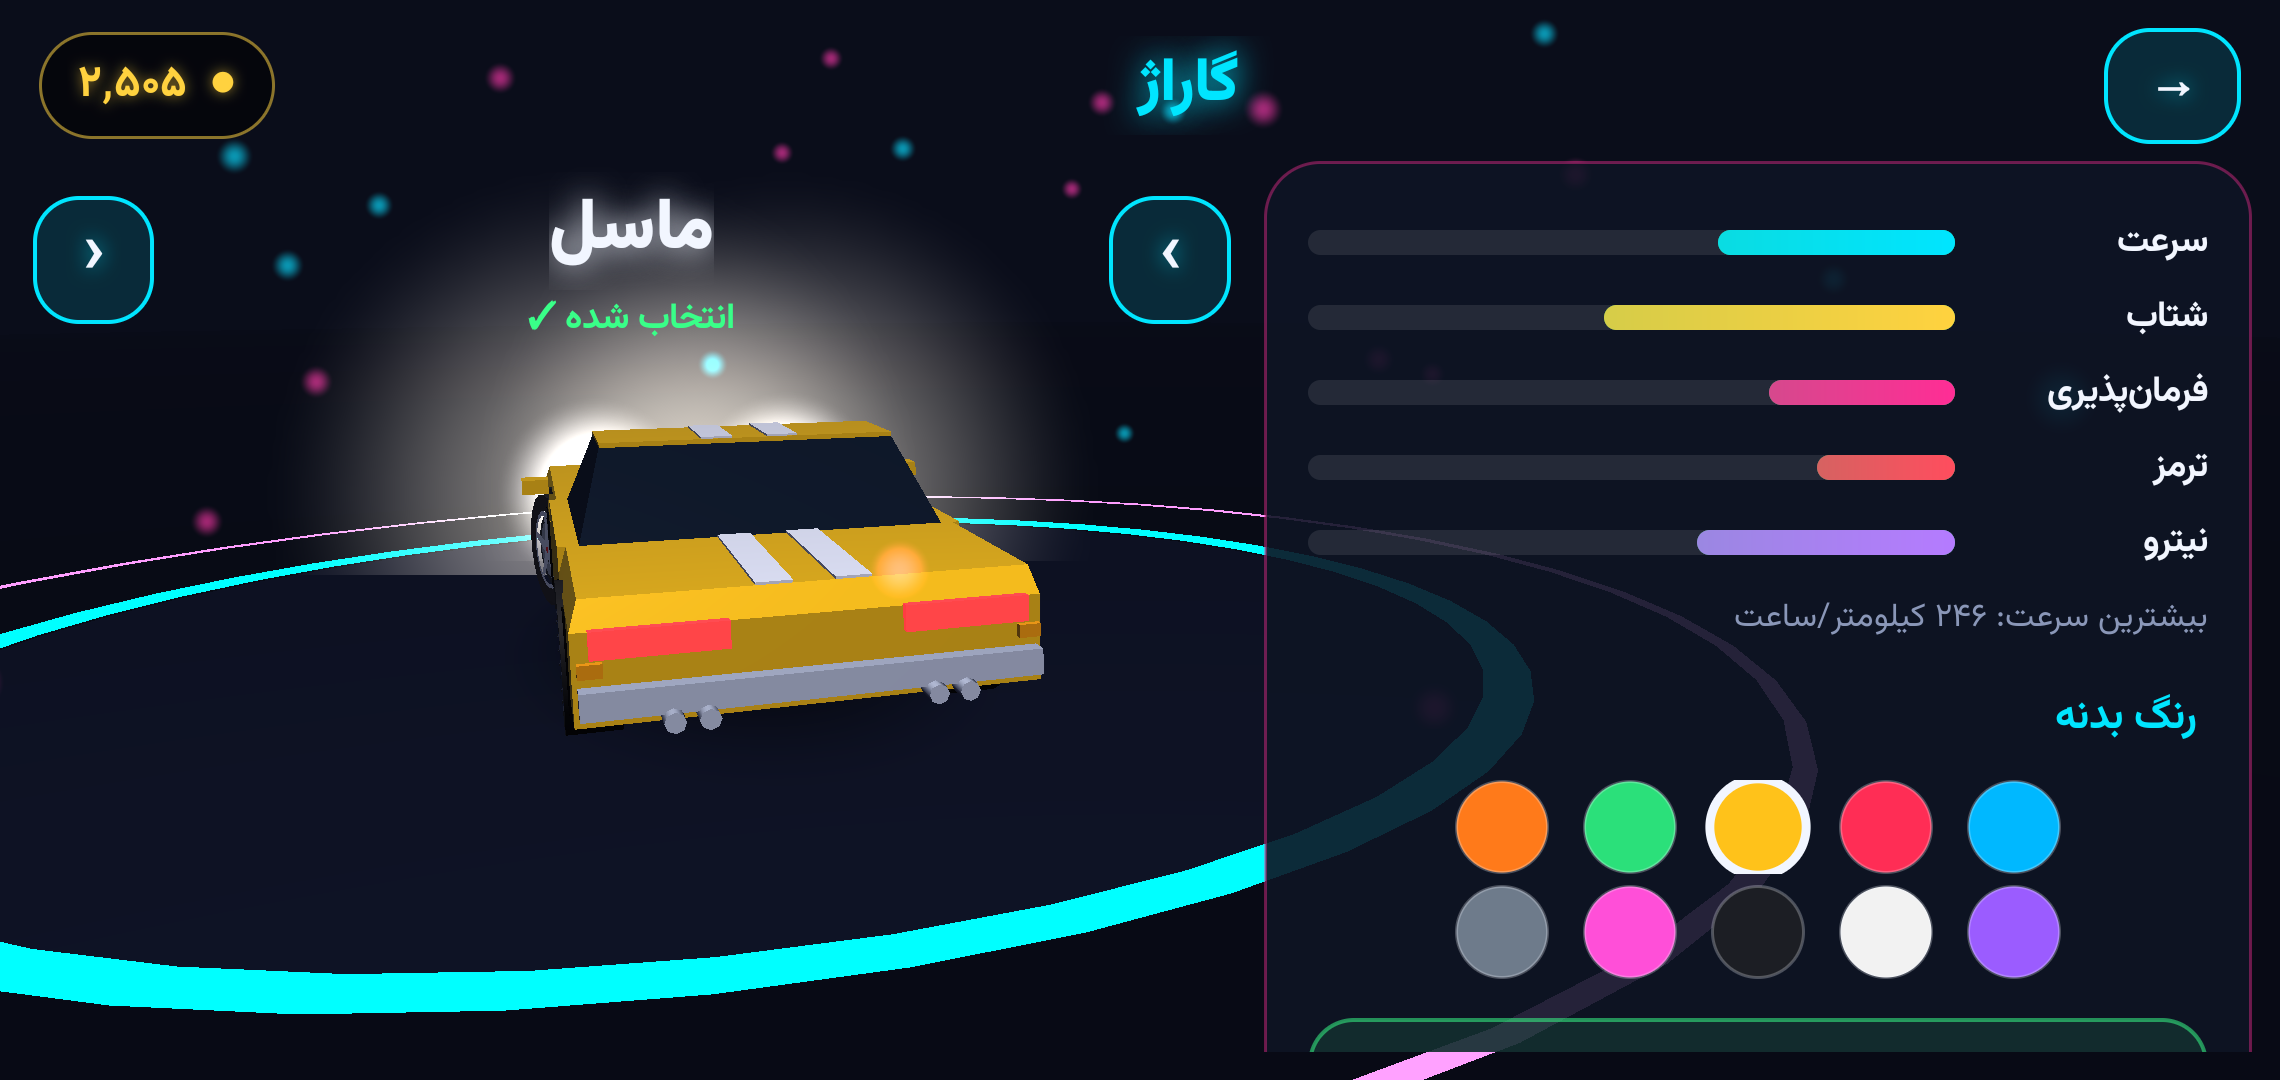 گاراژ
۲,۵۰۵
→
ماسل
انتخاب شده ✓
سرعت
شتاب
فرمان‌پذیری
ترمز
نیترو
بیشترین سرعت: ۲۴۶ کیلومتر/ساعت
رنگ بدنه